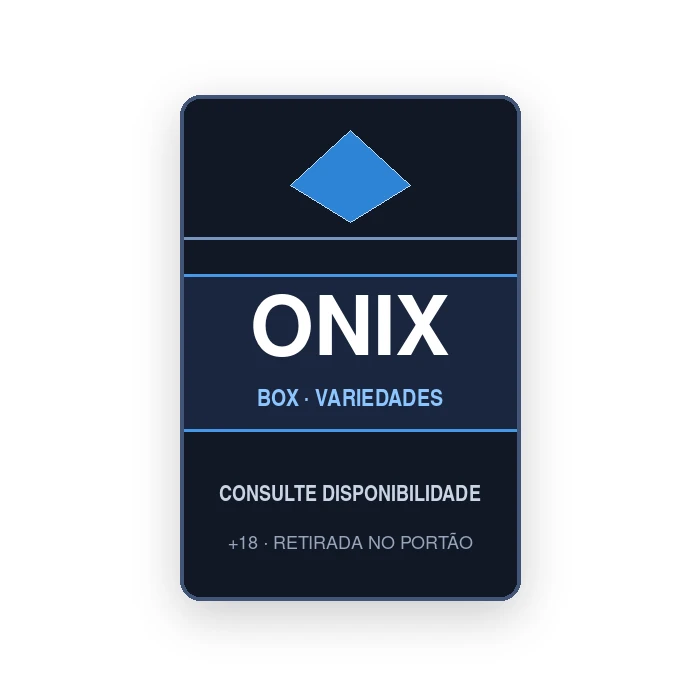 ONIX
BOX · VARIEDADES
CONSULTE DISPONIBILIDADE
+18 · RETIRADA NO PORTÃO